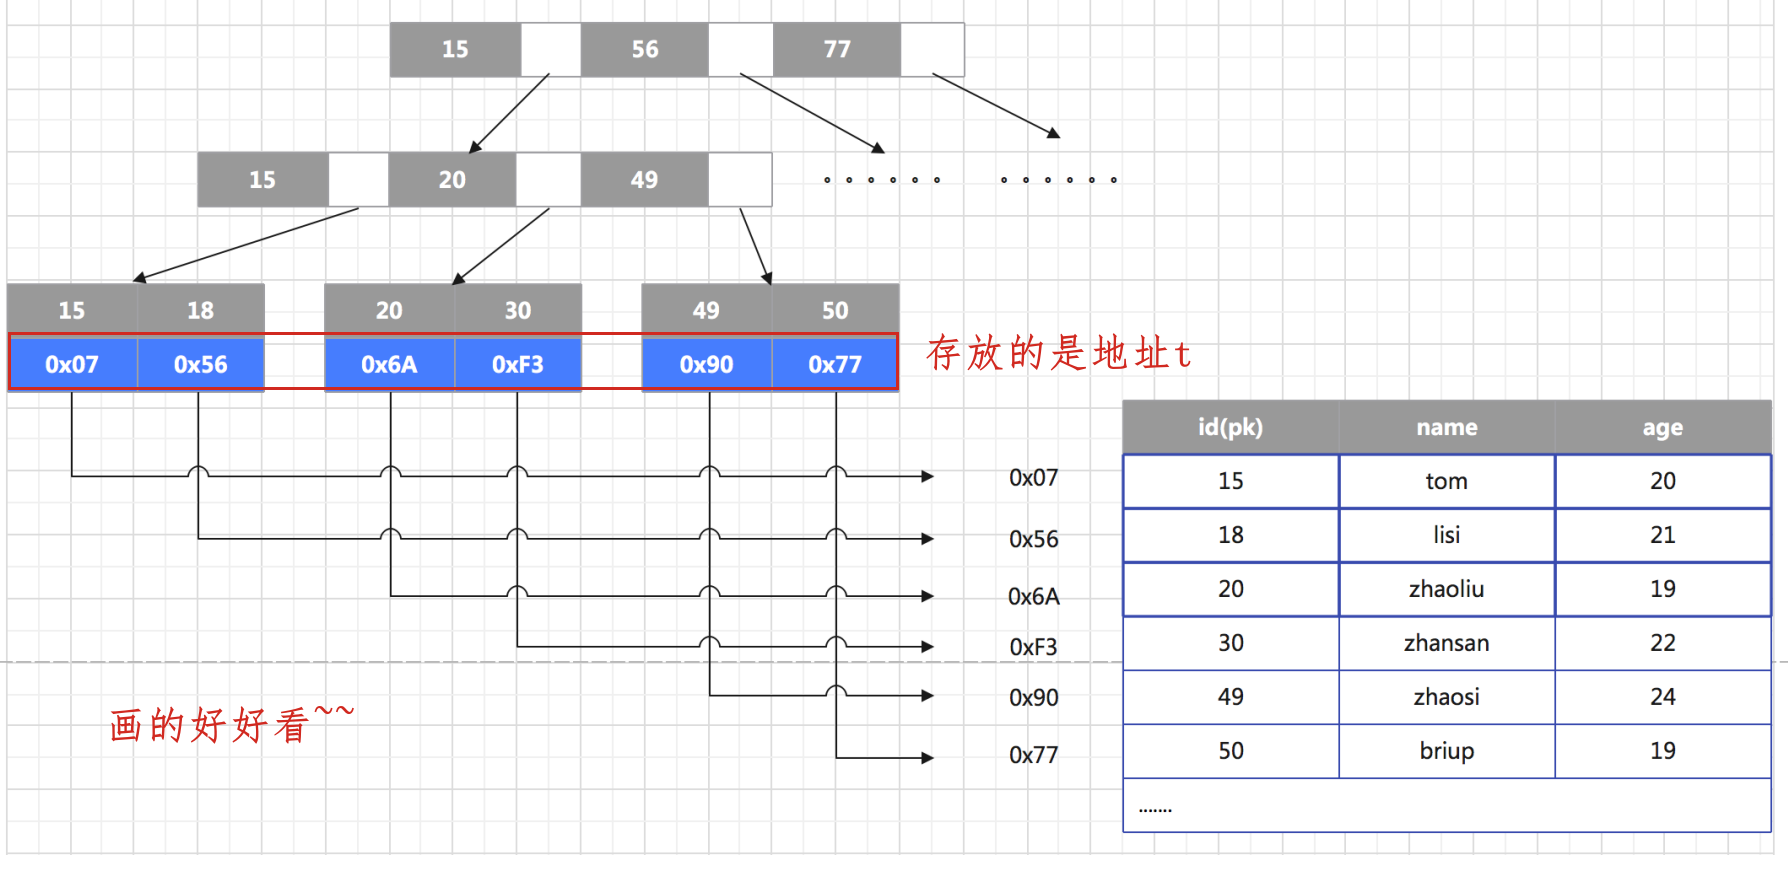 15 56 77
15 20 49
。。。。。。 。。。。。。
15 18 20 30 49 50
0x07 0x56 0x6A 0xF3 0x90 0x77
存放的是地址t
id(pk) name age
0x07 15 tom 20
0x56 18 lisi 21
0x6A 20 zhaoliu 19
0xF3 30 zhansan 22
0x90 49 zhaosi 24
画的好好看~~
0x77 50 briup 19
.......